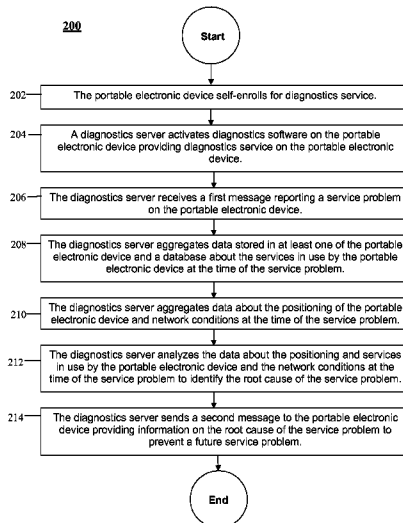 200
Start
202
The portable electronic device self-enrolls for diagnostics service.
204
A diagnostics server activates diagnostics software on the portable
electronic device providing diagnostics service on the portable electronic
device.
206
The diagnostics server receives a first message reporting a service problem
on the portable electronic device.
208
The diagnostics server aggregates data stored in at least one of the portable
electronic device and a database about the services in use by the portable
electronic device at the time of the service problem.
210
The diagnostics server aggregates data about the positioning of the portable
electronic device and network conditions at the time of the service problem.
212
The diagnostics server analyzes the data about the positioning and services
in use by the portable electronic device and the network conditions at the
time of the service problem to identify the root cause of the service problem.
214
The diagnostics server sends a second message to the portable electronic
device providing information on the root cause of the service problem to
prevent a future service problem.
End